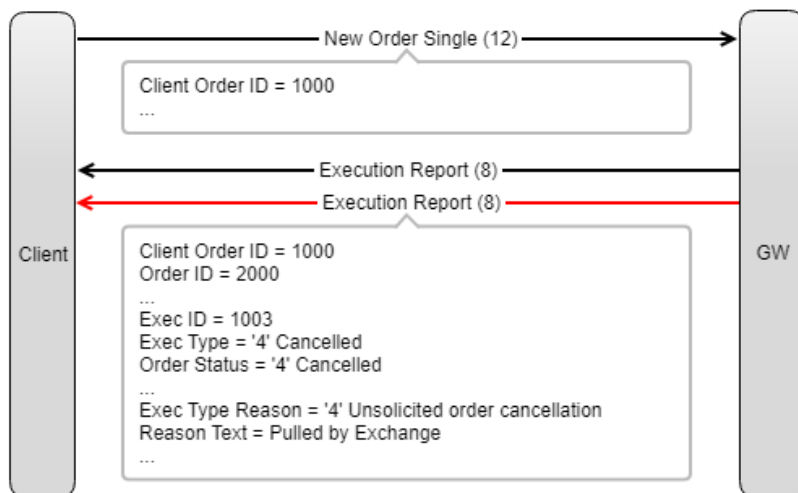 New Order Single (12)
Client Order ID = 1000
...
Execution Report (8)
Execution Report (8)
Client
GW
Client Order ID = 1000
Order ID = 2000
...
Exec ID = 1003
Exec Type = '4' Cancelled
Order Status = '4' Cancelled
...
Exec Type Reason = '4' Unsolicited order cancellation
Reason Text = Pulled by Exchange
...